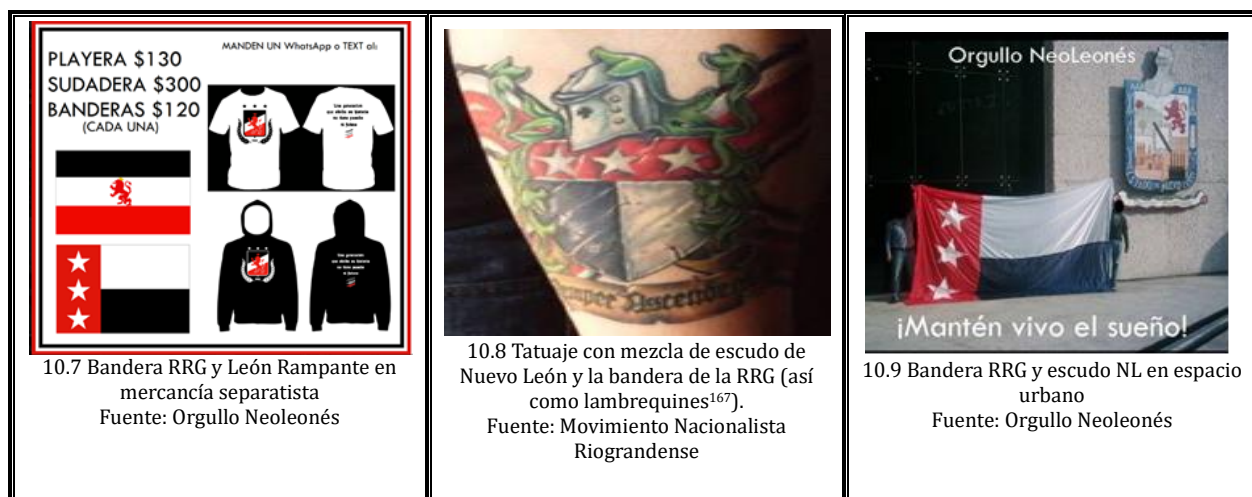 PLAYERA $130
SUDADERA $300
BANDERAS $120
(CADA UNA)
MANDEN UN WhatsApp o TEXT al:
10.7 Bandera RRG y León Rampante en
mercancía separatista
Fuente: Orgullo Neoleonés
10.8 Tatuaje con mezcla de escudo de
Nuevo León y la bandera de la RRG (así
como lambrequines¹⁶⁷).
Fuente: Movimiento Nacionalista
Riograndense
Orgullo NeoLeonés
¡Mantén vivo el sueño!
10.9 Bandera RRG y escudo NL en espacio
urbano
Fuente: Orgullo Neoleonés